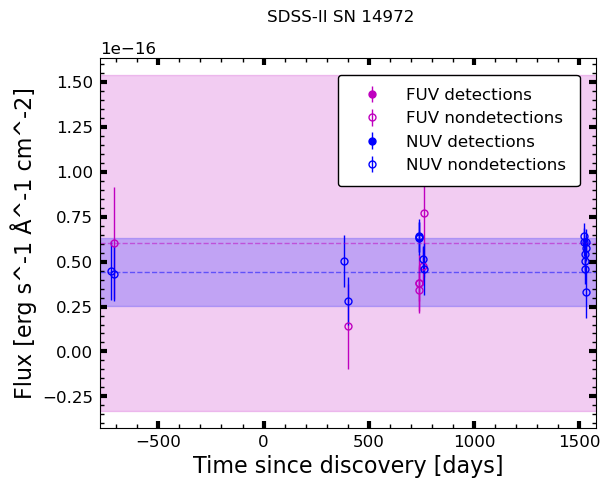 SDSS-II SN 14972
1e−16
1.50
1.25
1.00
0.75
0.50
0.25
0.00
−0.25
Flux [erg s^-1 Å^-1 cm^-2]
FUV detections
FUV nondetections
NUV detections
NUV nondetections
−500 0 500 1000 1500
Time since discovery [days]